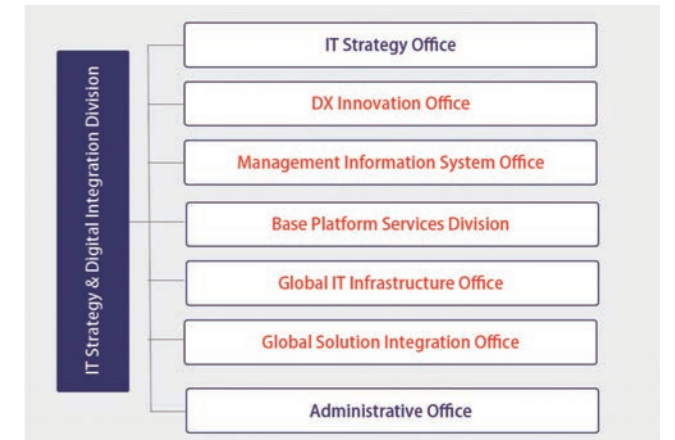 IT Strategy & Digital Integration Division
IT Strategy Office
DX Innovation Office
Management Information System Office
Base Platform Services Division
Global IT Infrastructure Office
Global Solution Integration Office
Administrative Office